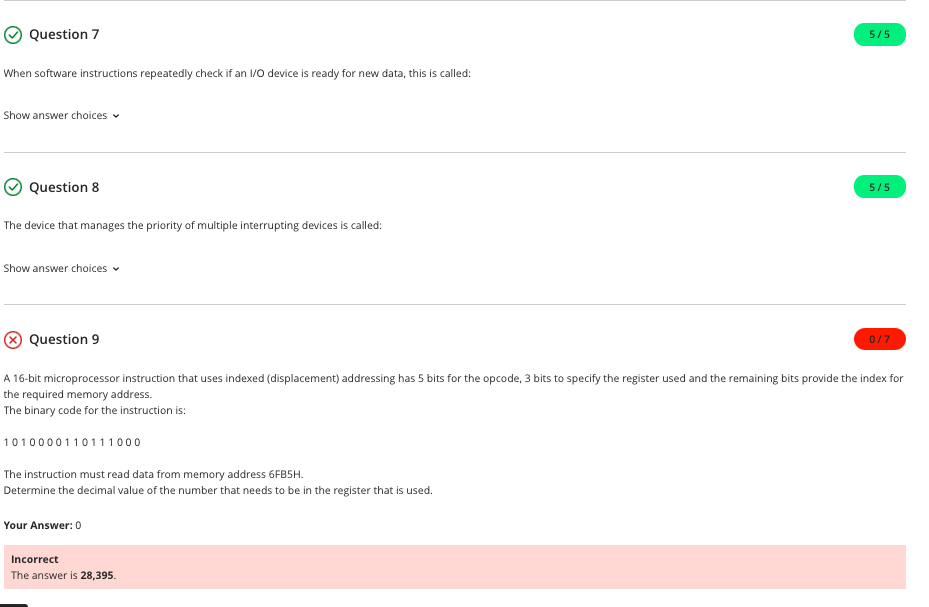 Question 7
5 / 5
When software instructions repeatedly check if an I/O device is ready for new data, this is called:
Show answer choices
Question 8
5 / 5
The device that manages the priority of multiple interrupting devices is called:
Show answer choices
Question 9
0 / 7
A 16-bit microprocessor instruction that uses indexed (displacement) addressing has 5 bits for the opcode, 3 bits to specify the register used and the remaining bits provide the index for
the required memory address.
The binary code for the instruction is:
1 0 1 0 0 0 0 1 1 0 1 1 1 0 0 0
The instruction must read data from memory address 6FB5H.
Determine the decimal value of the number that needs to be in the register that is used.
Your Answer: 0
Incorrect
The answer is 28,395.